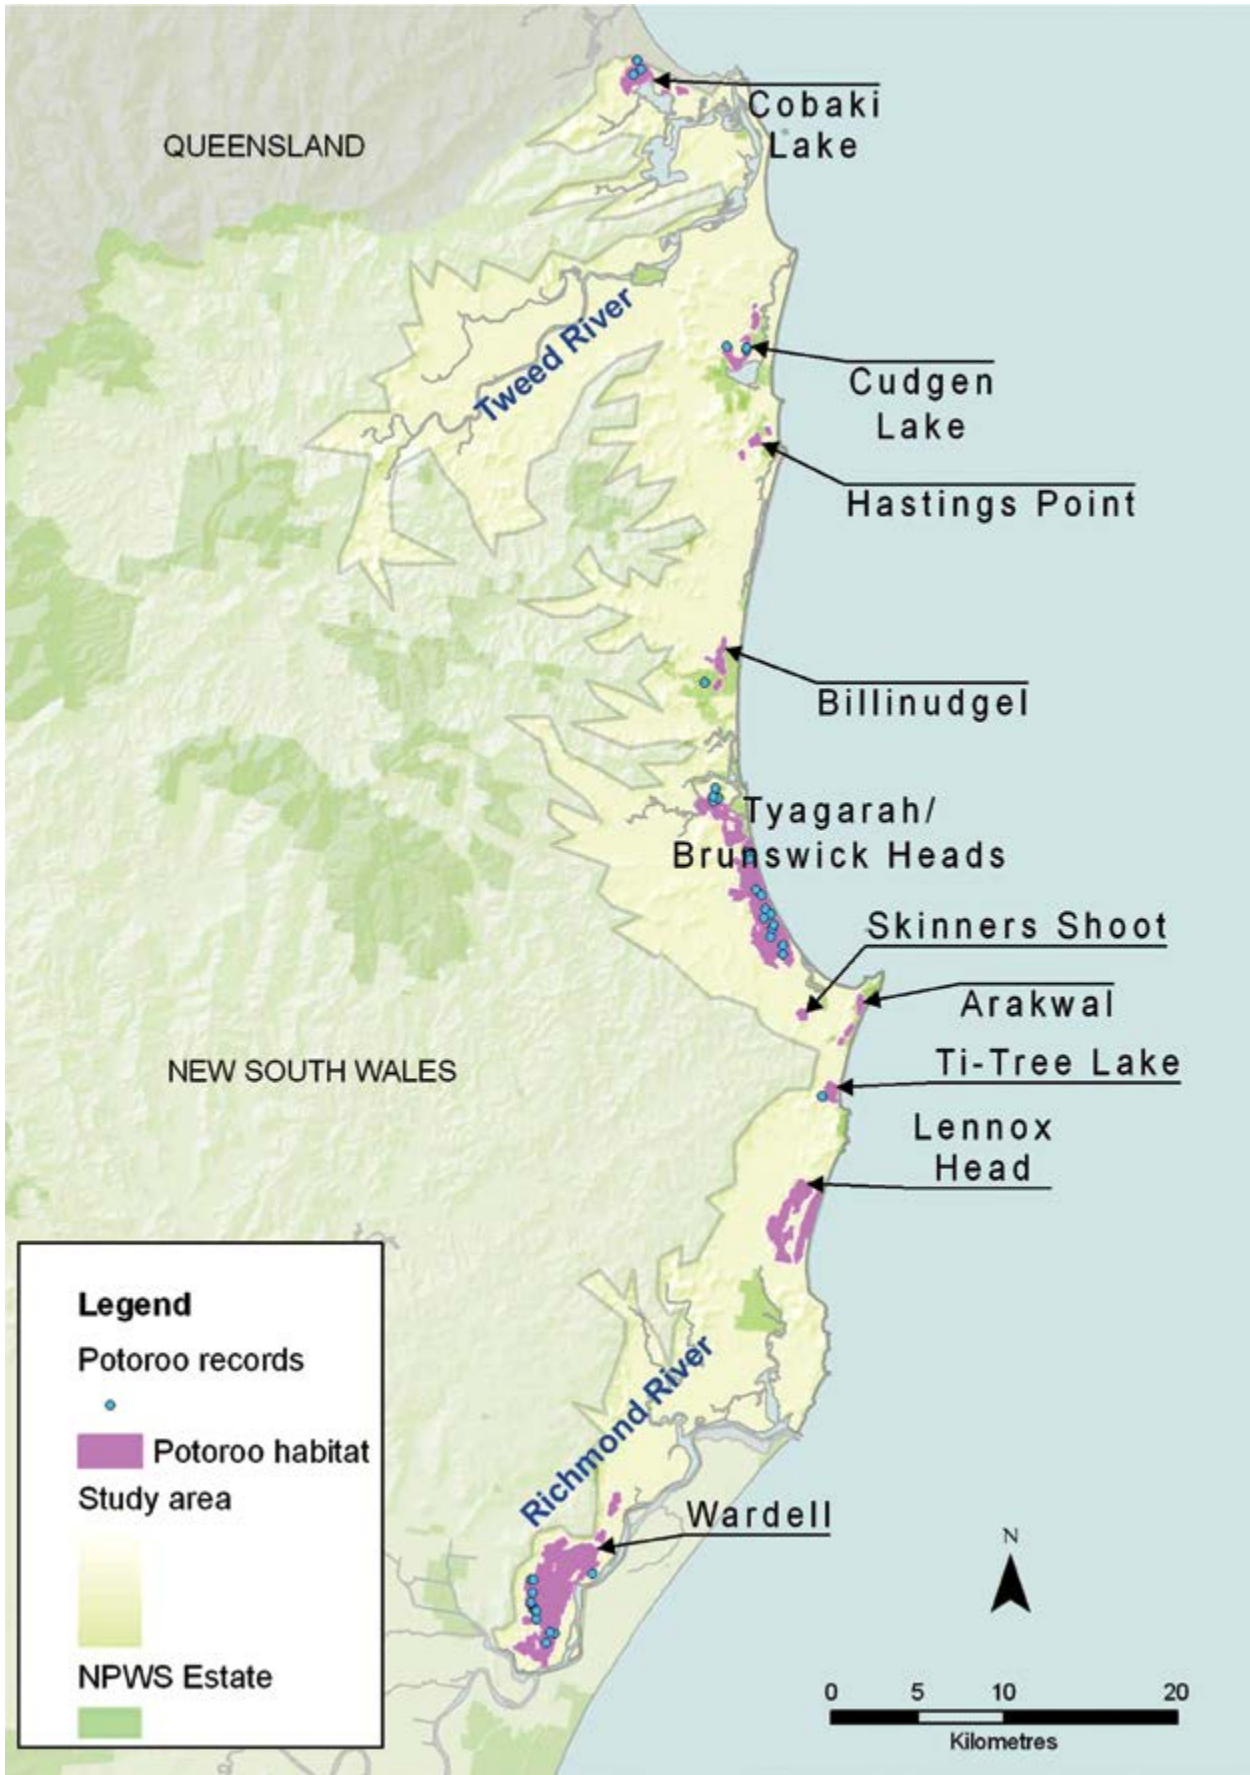 QUEENSLAND
Cobaki
Lake
Tweed River
Cudgen
Lake
Hastings Point
Billinudgel
Tyagarah/
Brunswick Heads
Skinners Shoot
Arakwal
NEW SOUTH WALES
Ti-Tree Lake
Lennox
Head
Richmond River
Wardell
Legend
Potoroo records
Potoroo habitat
Study area
NPWS Estate
N
0 5 10 20
Kilometres